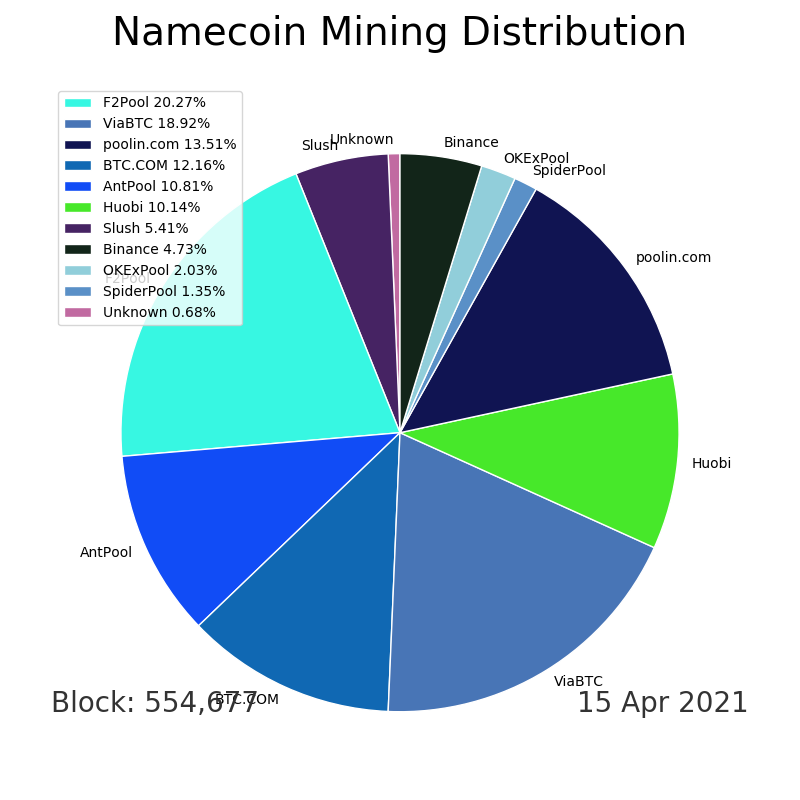 Namecoin Mining Distribution
F2Pool 20.27%
ViaBTC 18.92%
poolin.com 13.51%
BTC.COM 12.16%
AntPool 10.81%
Huobi 10.14%
Slush 5.41%
Binance 4.73%
OKExPool 2.03%
SpiderPool 1.35%
Unknown 0.68%
Slush
Unknown
Binance
OKExPool
SpiderPool
poolin.com
F2Pool
Huobi
AntPool
ViaBTC
BTC.COM
Block: 554,677
15 Apr 2021